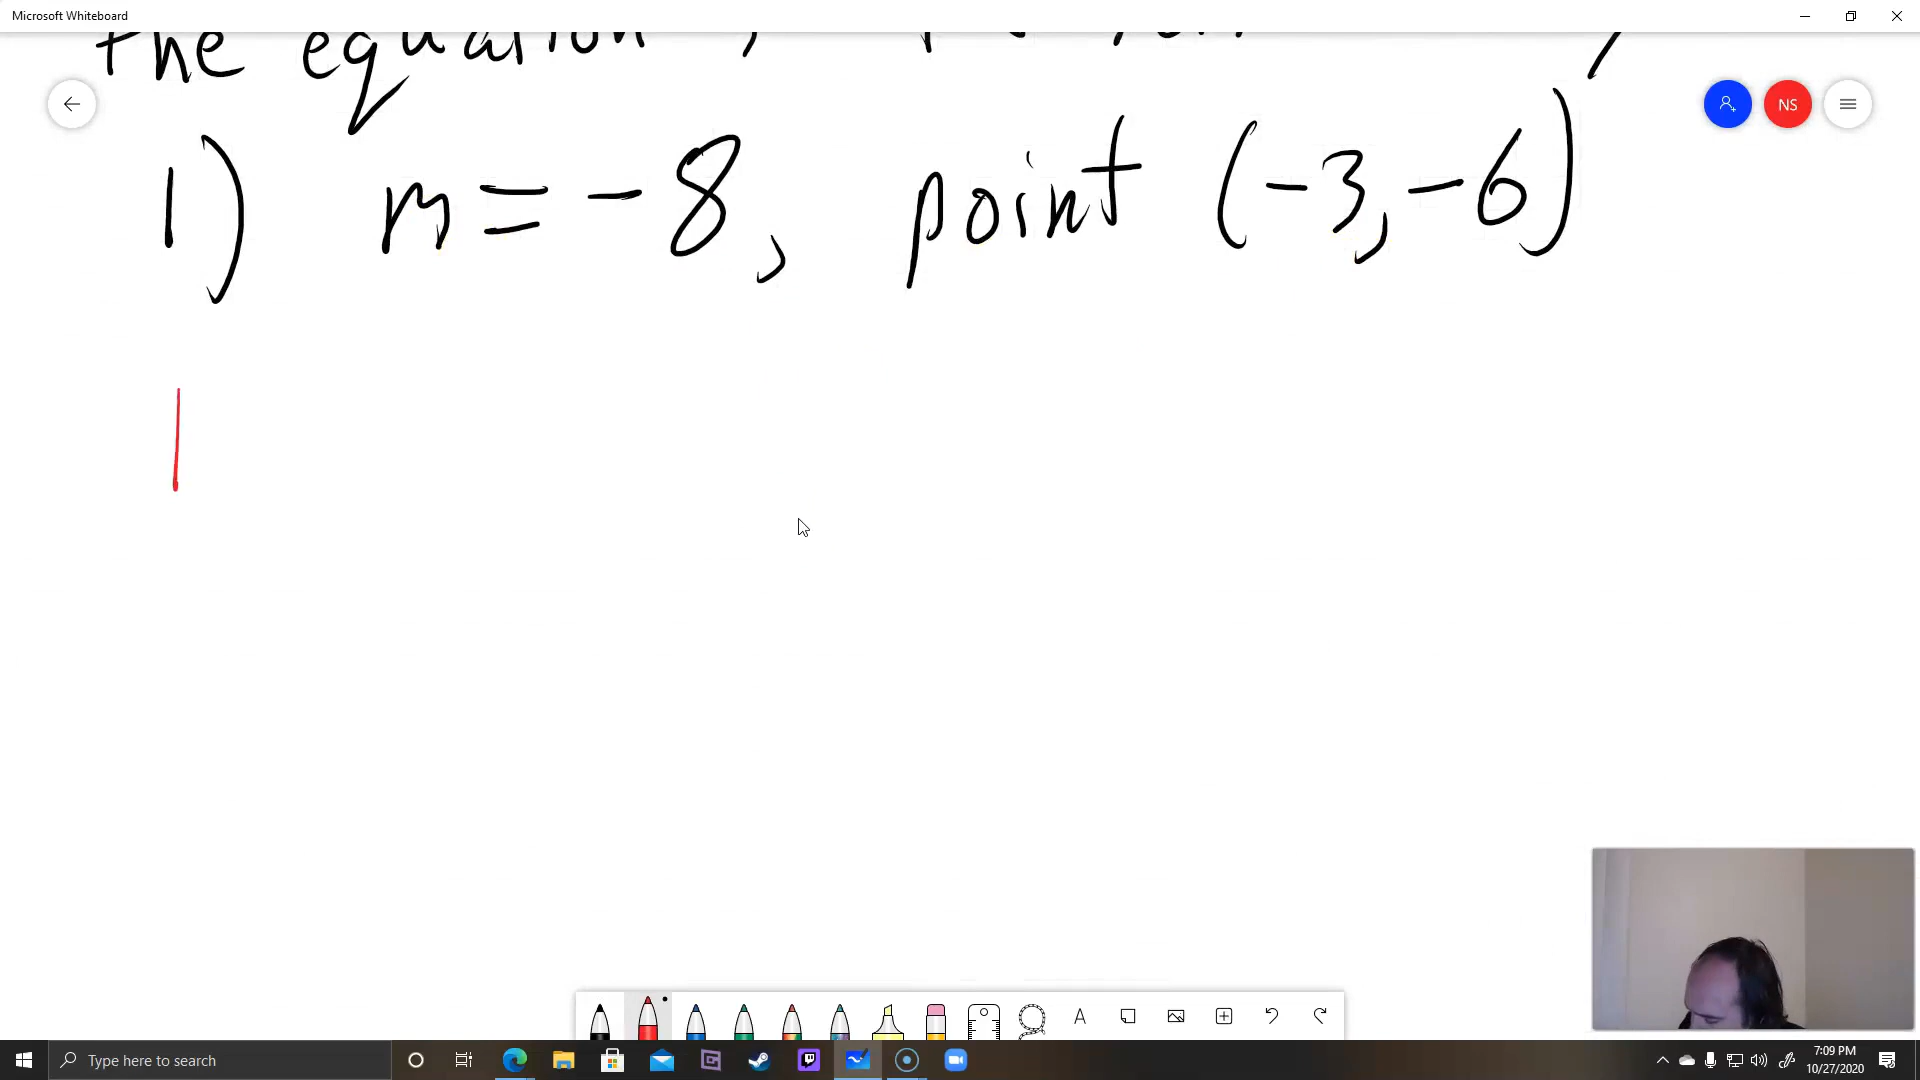 Microsoft Whiteboard
the equation
NS
1) m = -8, point (-3, -6)
A
Type here to search
7:09 PM
10/27/2020